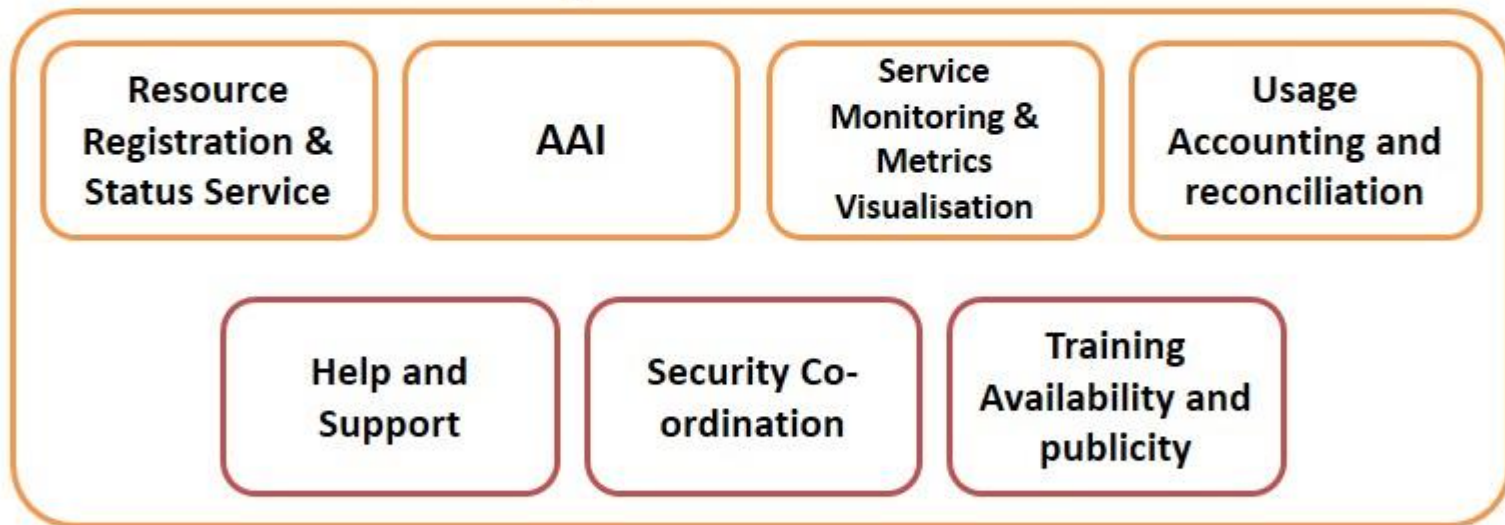 Resource
Registration &
Status Service
AAI
Service
Monitoring &
Metrics
Visualisation
Usage
Accounting and
reconciliation
Help and
Support
Security Co-
ordination
Training
Availability and
publicity